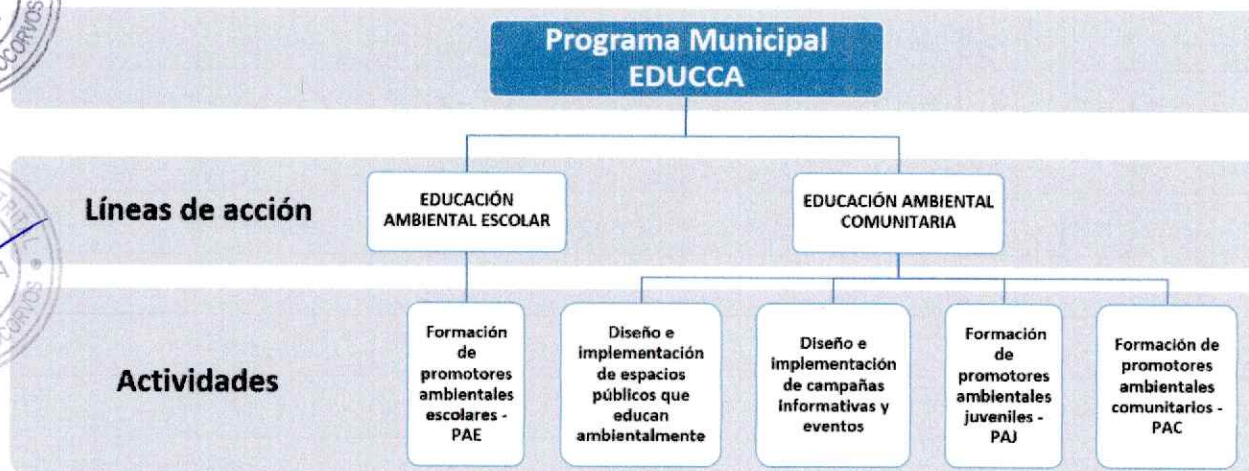 Programa Municipal
EDUCCA
Líneas de acción
EDUCACIÓN
AMBIENTAL ESCOLAR
EDUCACIÓN AMBIENTAL
COMUNITARIA
Actividades
Formación
de
promotores
ambientales
escolares -
PAE
Diseño e
implementación
de espacios
públicos que
educan
ambientalmente
Diseño e
implementación
de campañas
informativas y
eventos
Formación
de
promotores
ambientales
juveniles -
PAJ
Formación de
promotores
ambientales
comunitarios -
PAC